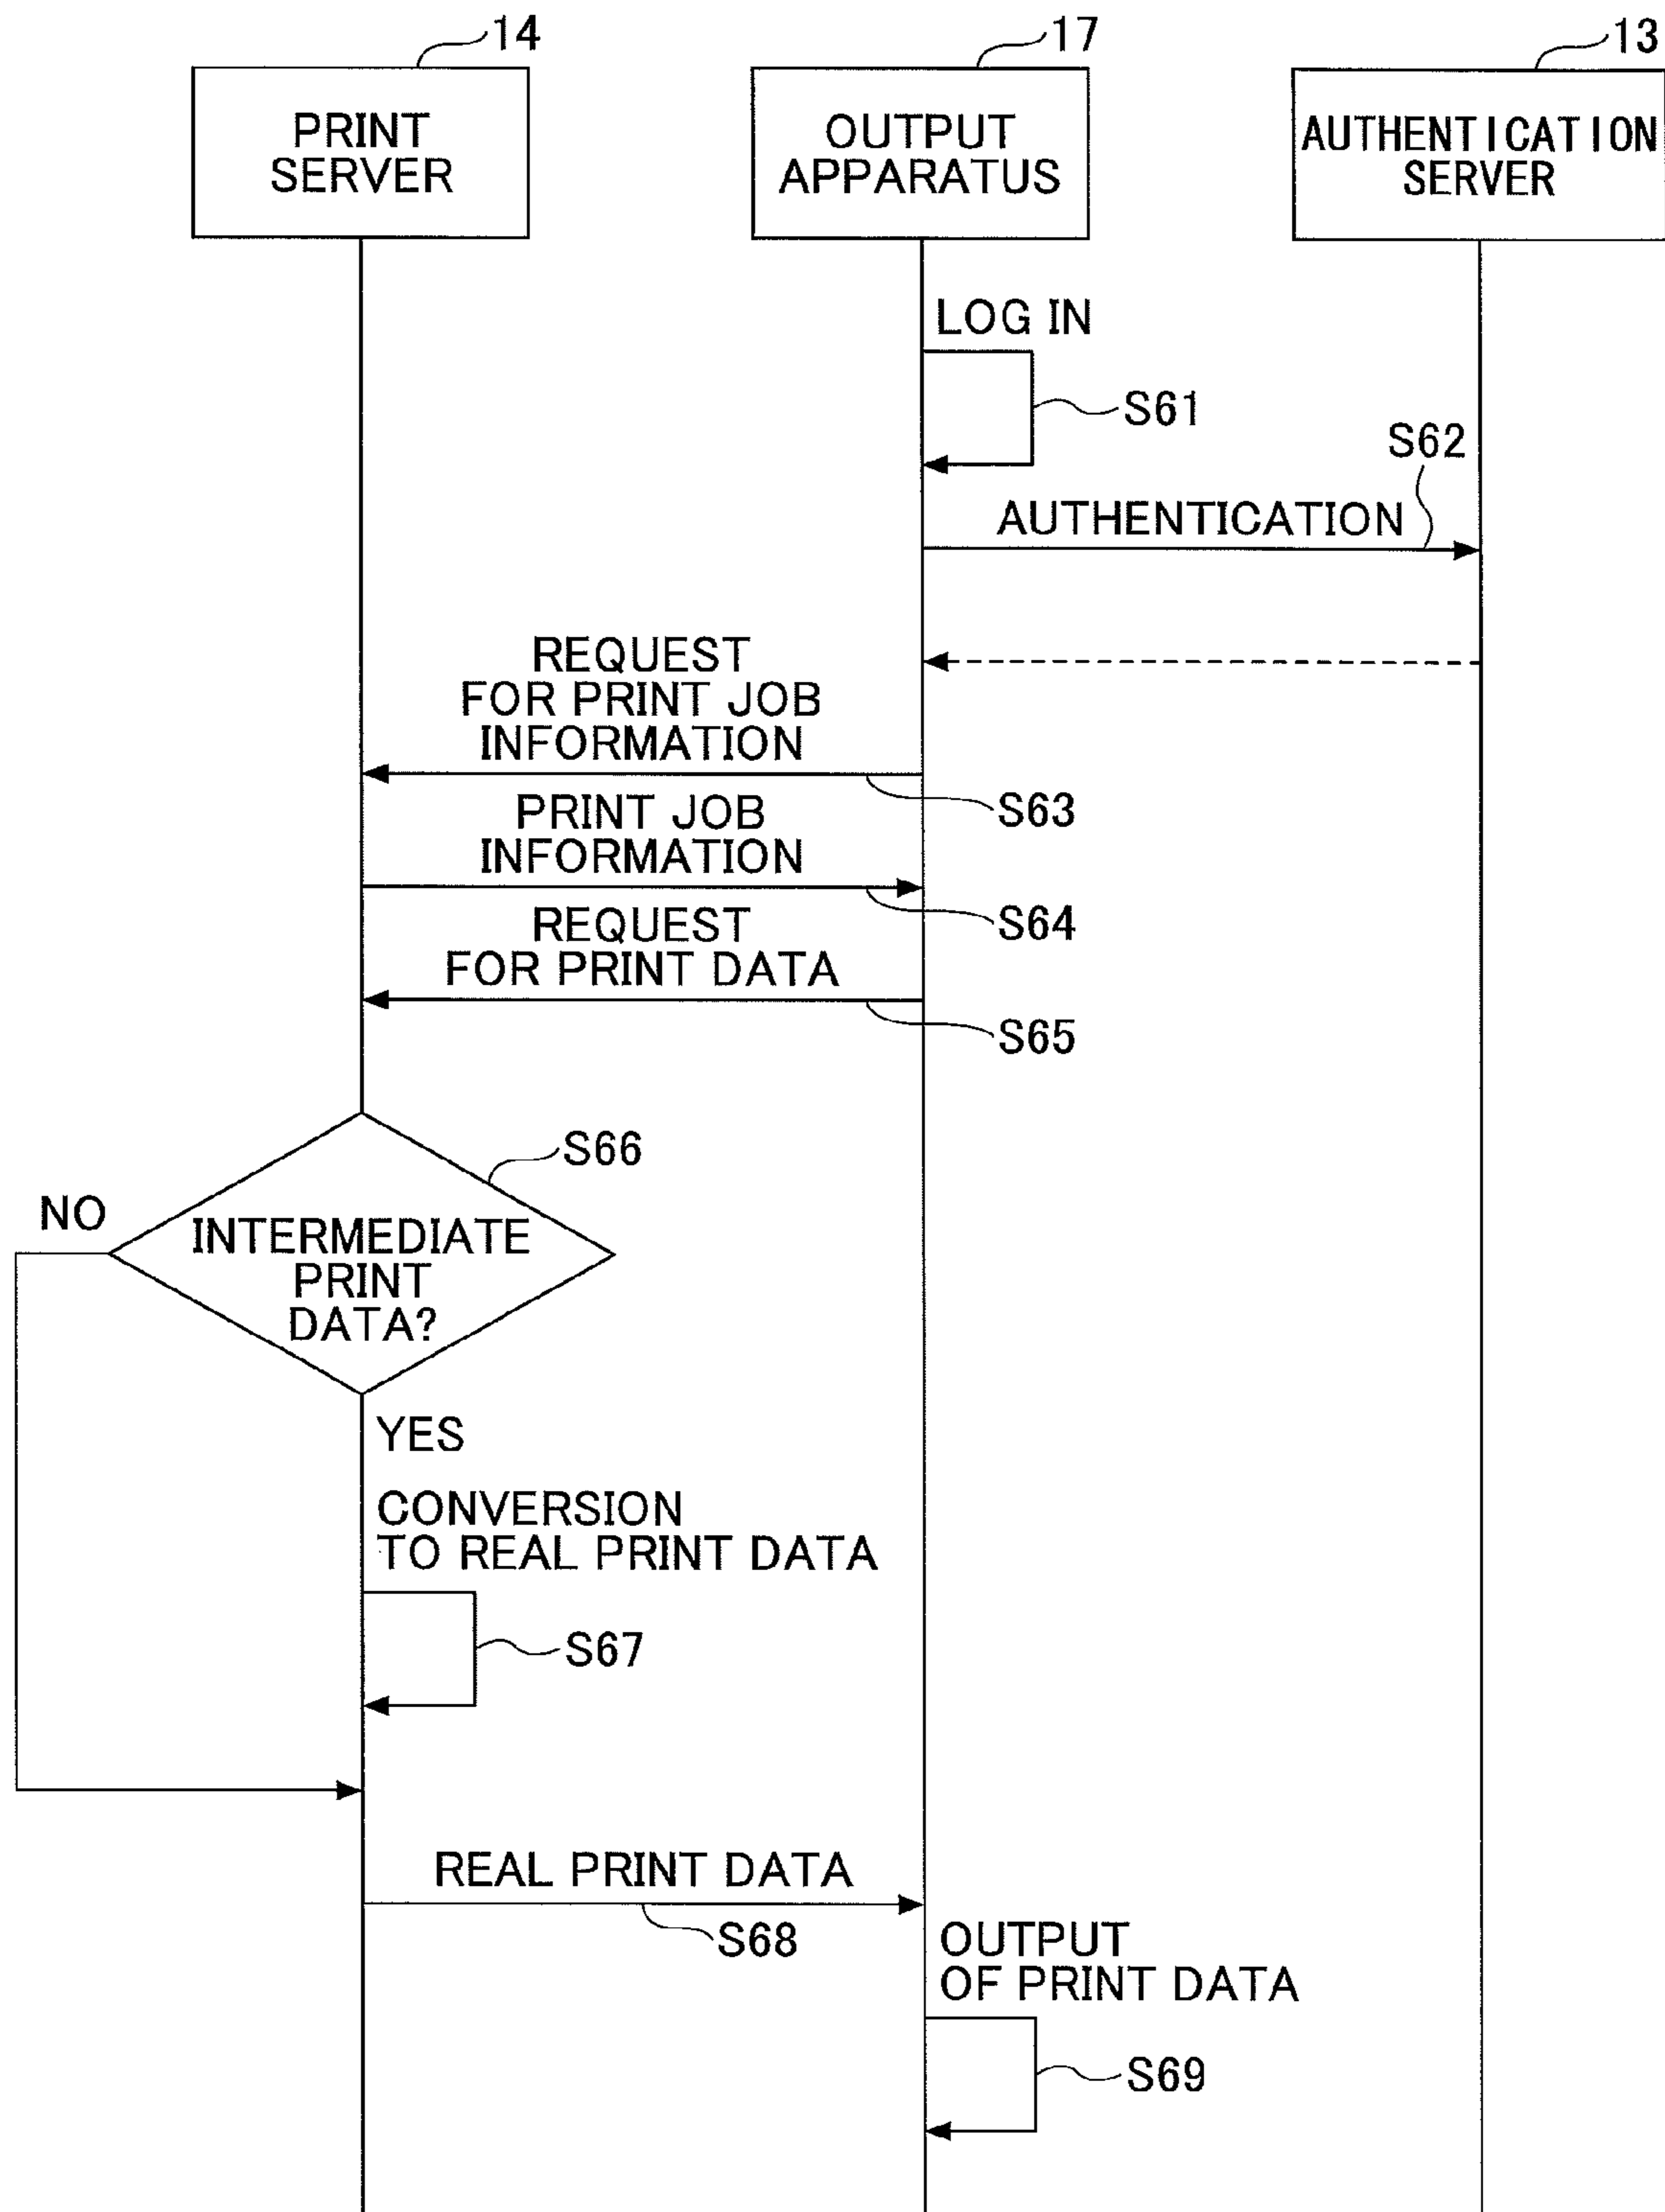 14
17
13
PRINT
SERVER
OUTPUT
APPARATUS
AUTHENTICATION
SERVER
LOG IN
S61
S62
AUTHENTICATION
REQUEST
FOR PRINT JOB
INFORMATION
S63
PRINT JOB
INFORMATION
S64
REQUEST
FOR PRINT DATA
S65
S66
NO
INTERMEDIATE
PRINT
DATA?
YES
CONVERSION
TO REAL PRINT DATA
S67
REAL PRINT DATA
S68
OUTPUT
OF PRINT DATA
S69